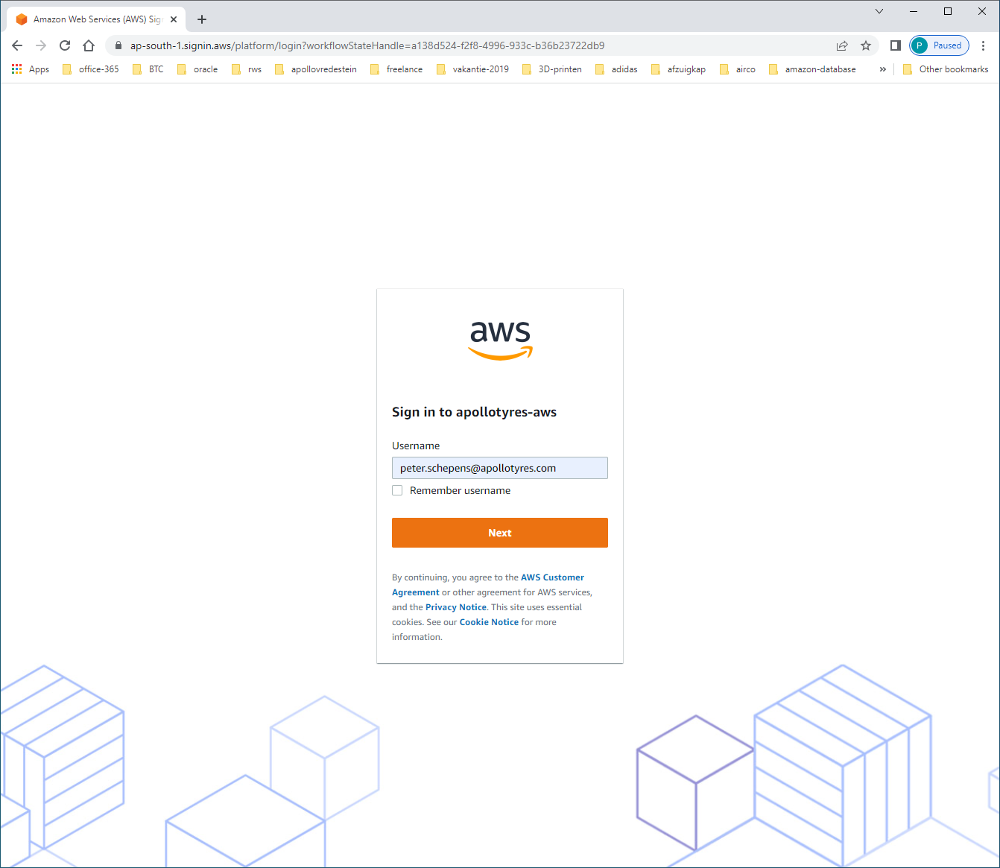 Amazon Web Services (AWS) Sig
ap-south-1.signin.aws/platform/login?workflowStateHandle=a138d524-f2f8-4996-933c-b36b23722db9
P Paused
Apps office-365 BTC oracle rws apollovredestein freelance vakantie-2019 3D-printen adidas afzuigkap airco amazon-database » Other bookmarks
aws
Sign in to apollotyres-aws
Username
peter.schepens@apollotyres.com
Remember username
Next
By continuing, you agree to the AWS Customer
Agreement or other agreement for AWS services,
and the Privacy Notice. This site uses essential
cookies. See our Cookie Notice for more
information.